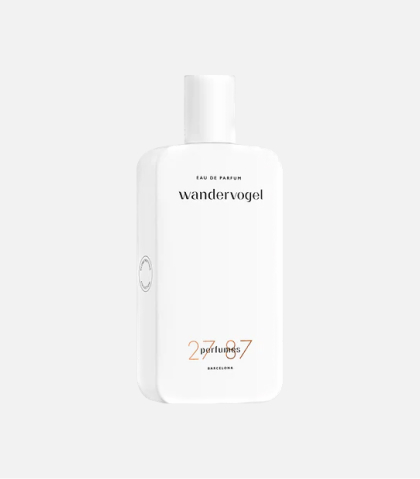 EAU DE PARFUM
wandervogel
27 87
perfumes
BARCELONA